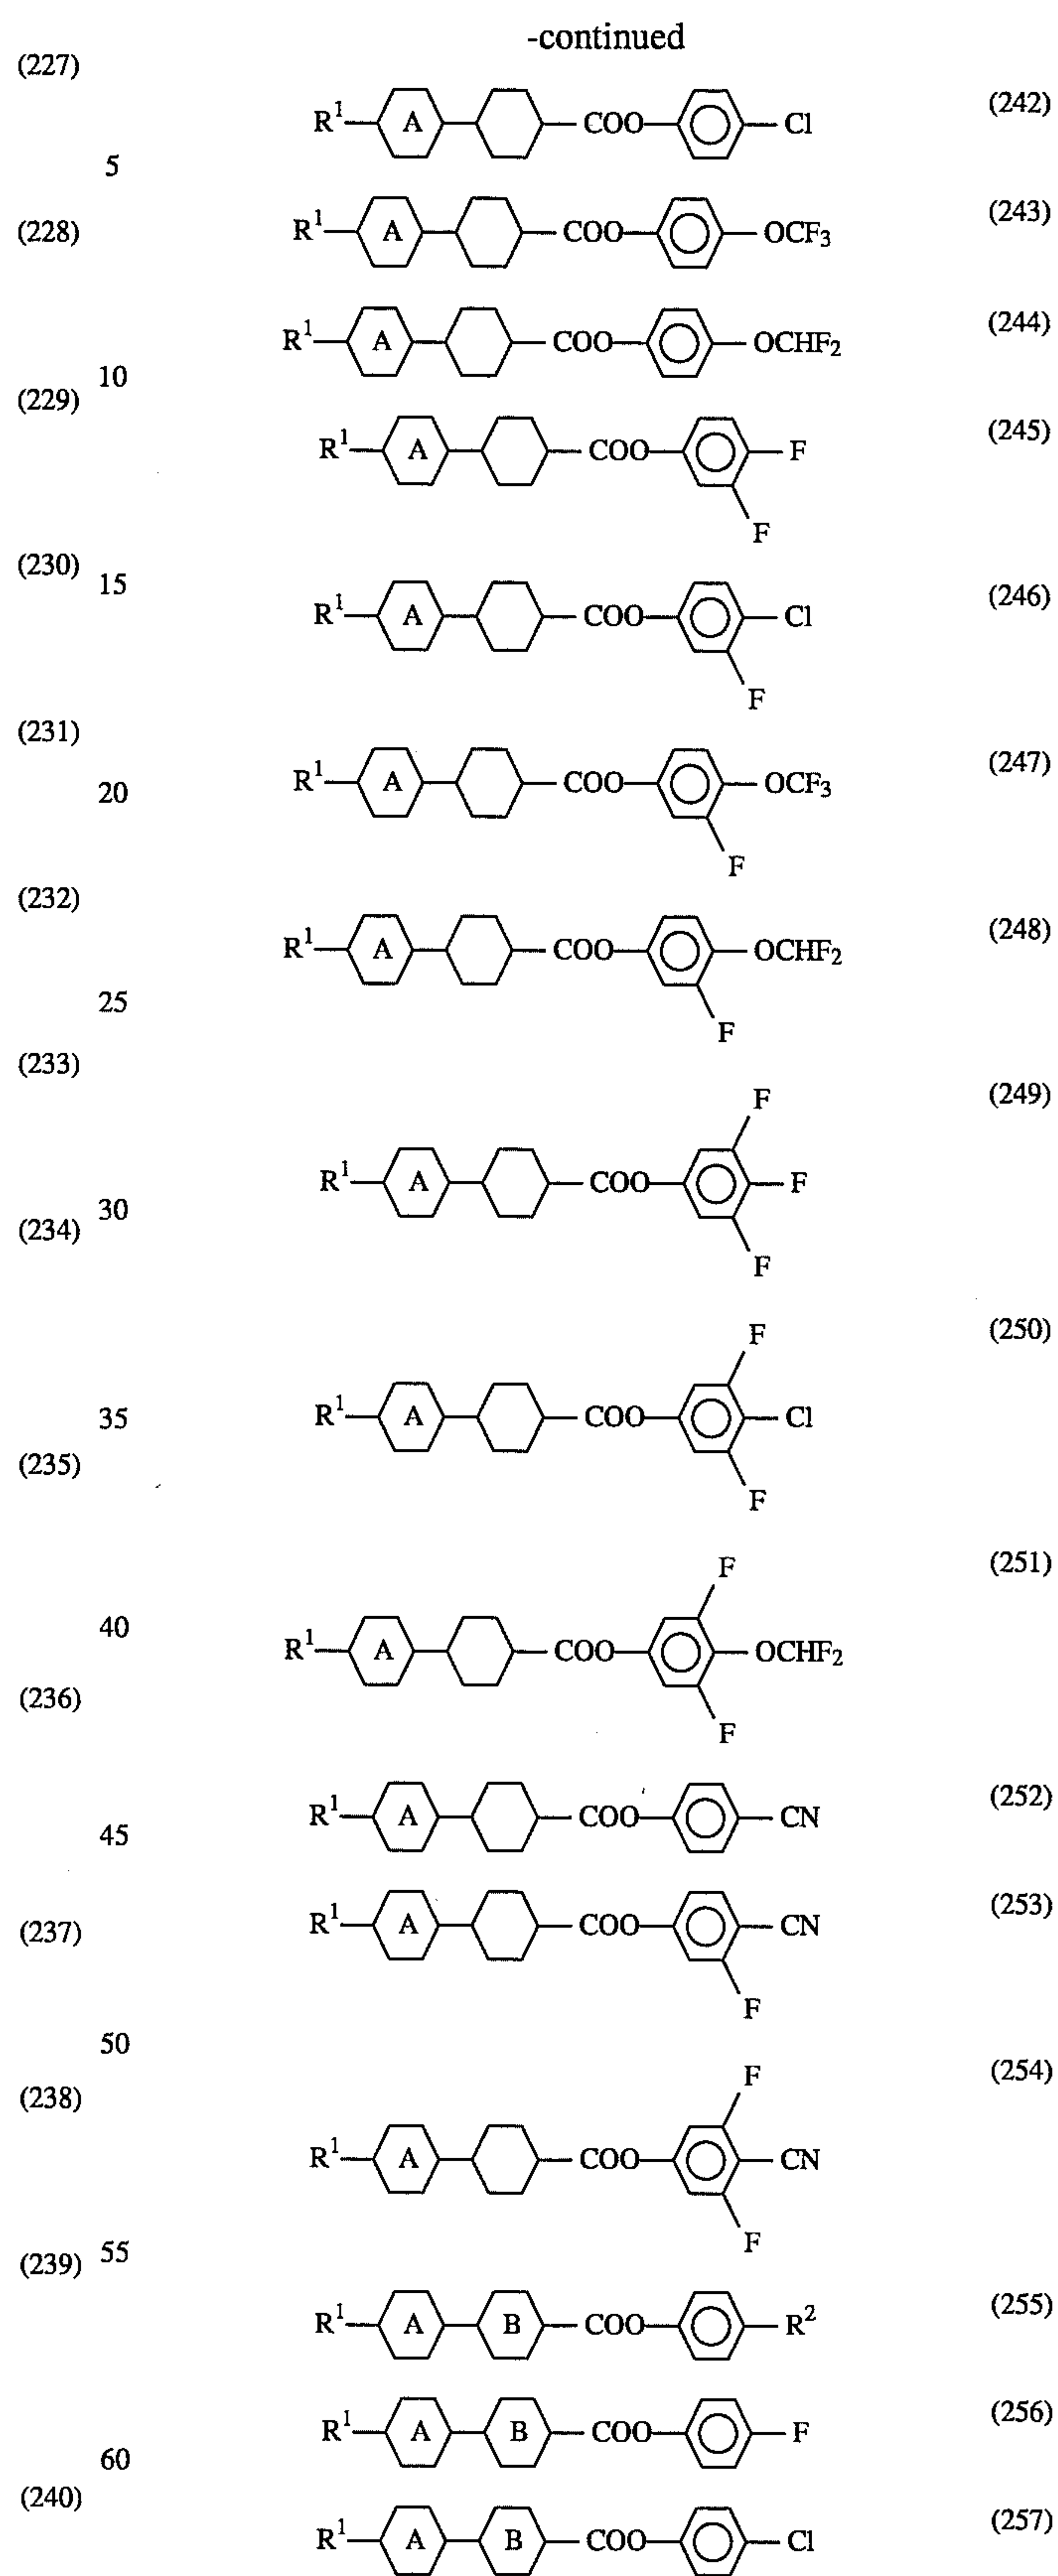 -continued
(227)
R¹ A COO Cl (242)
5
(228) R¹ A COO OCF₃ (243)
R¹ A COO OCHF₂ (244)
10
(229)
R¹ A COO F (245)
F
(230) 15
R¹ A COO Cl (246)
F
(231)
20 R¹ A COO OCF₃ (247)
F
(232)
R¹ A COO OCHF₂ (248)
25
F
(233)
F (249)
R¹ A COO F
30
(234)
F
F (250)
R¹ A COO Cl
35
(235)
F
F (251)
40
R¹ A COO OCHF₂
(236)
F
R¹ A COO CN (252)
45
(237) R¹ A COO CN (253)
F
50
F (254)
(238)
R¹ A COO CN
F
(239) 55
R¹ A B COO R² (255)
R¹ A B COO F (256)
60
(240)
R¹ A B COO Cl (257)